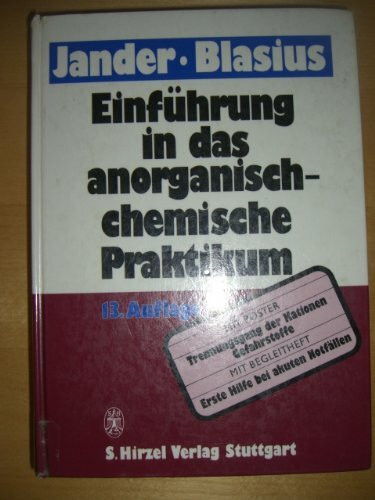 Jander • Blasius
Einführung
in das
anorganisch-
chemische
Praktikum
13. Auflage
MIT POSTER
Trennungsgang der Kationen
Gefahrstoffe
MIT BEGLEITHEFT
Erste Hilfe bei akuten Notfällen
S. Hirzel Verlag Stuttgart